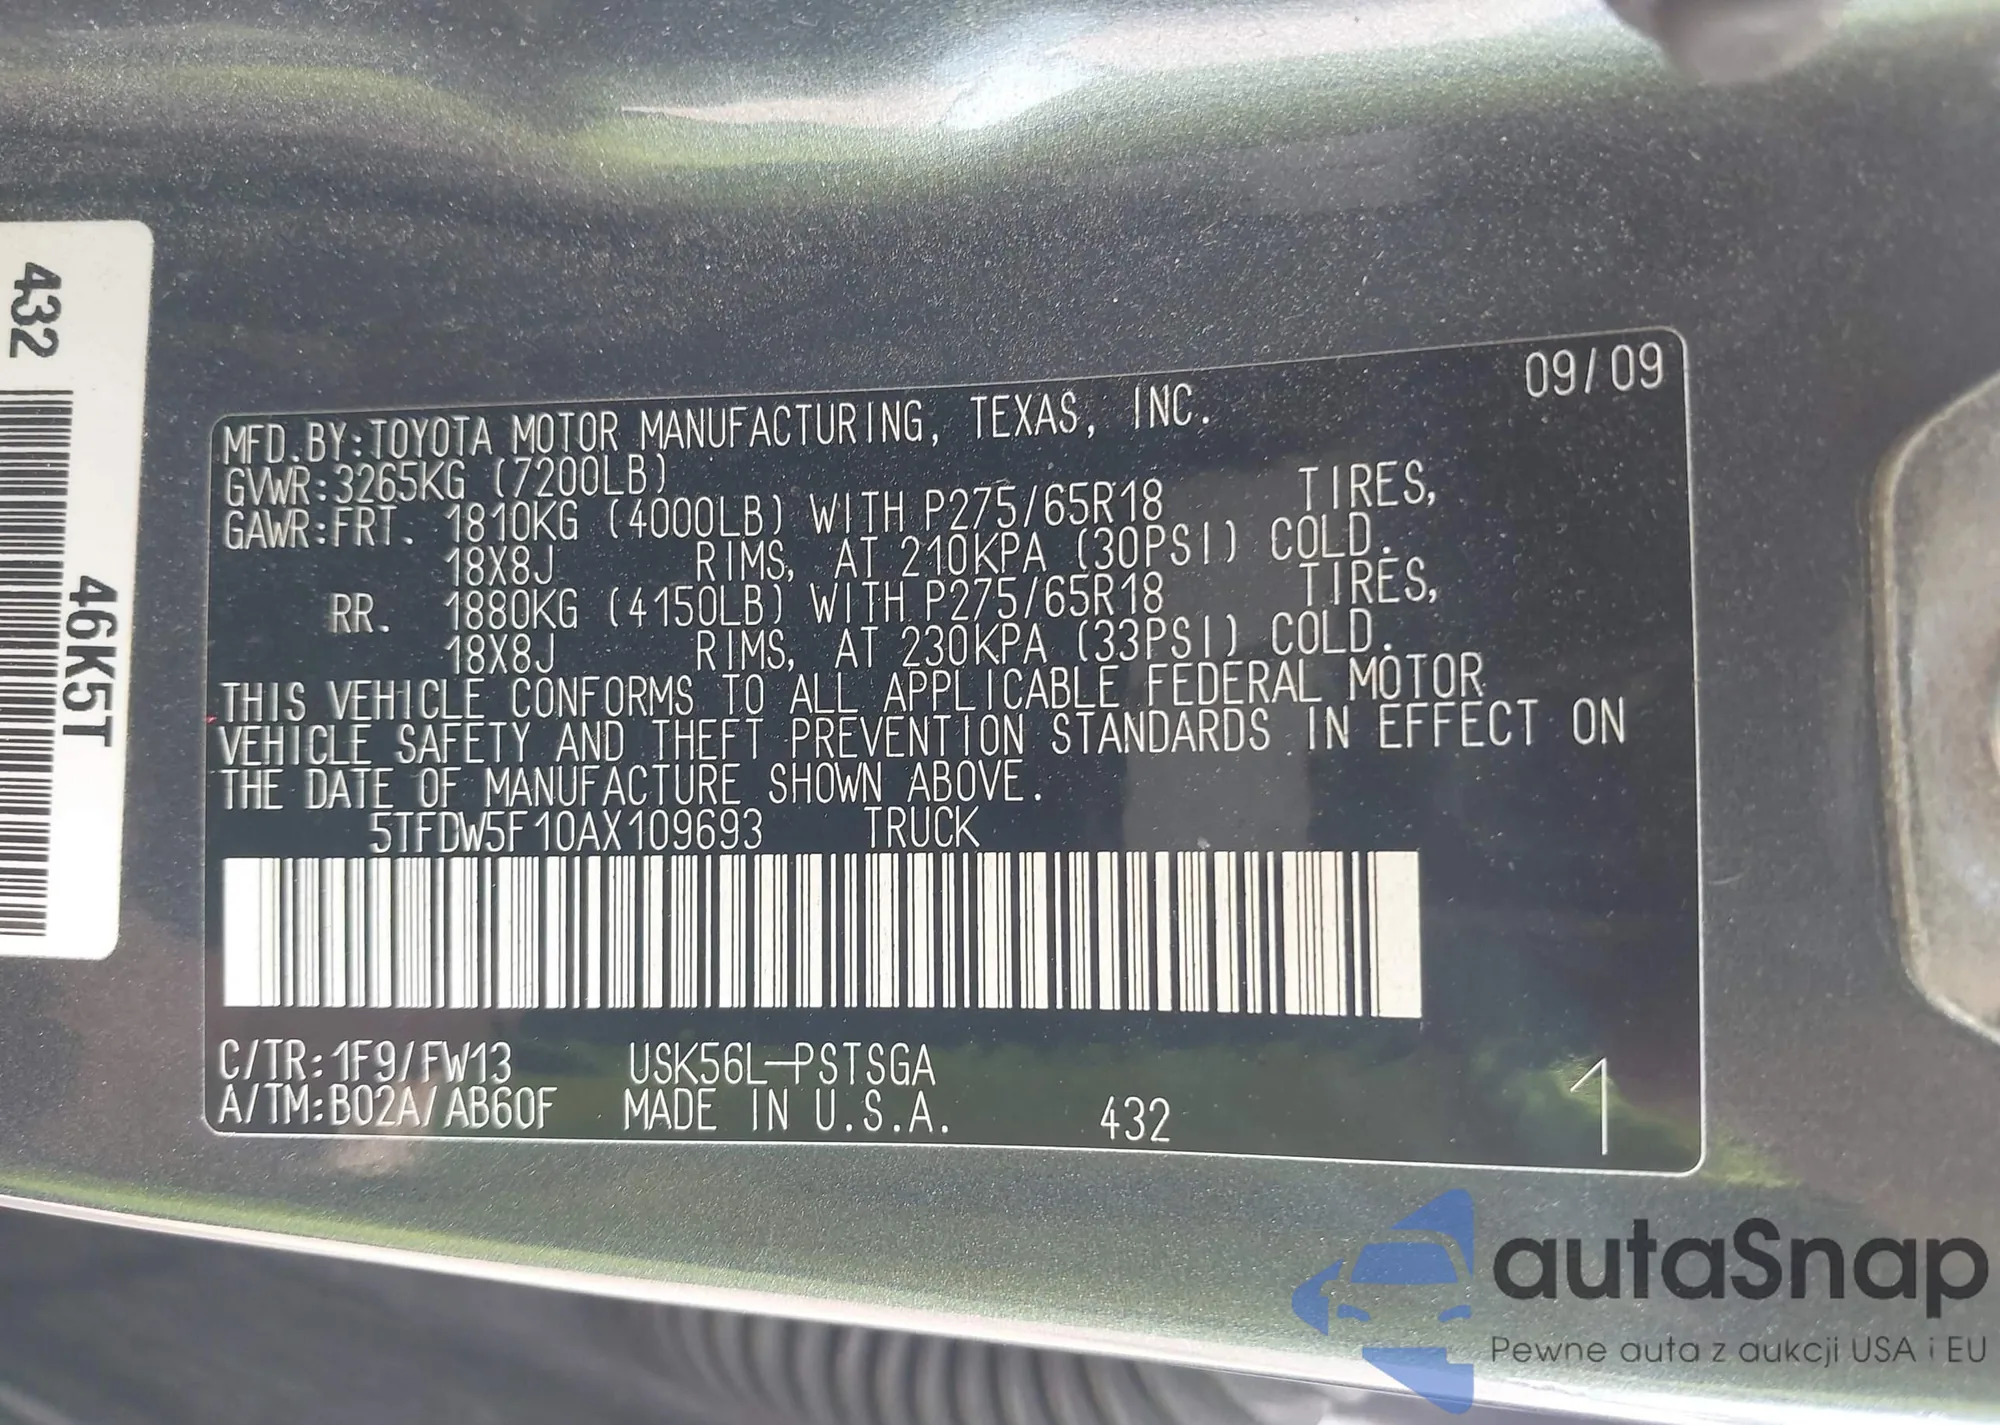 432
46K5T
09/09
MFD.BY:TOYOTA MOTOR MANUFACTURING, TEXAS, INC.
GVWR:3265KG (7200LB)
GAWR:FRT. 1810KG (4000LB) WITH P275/65R18 TIRES,
18X8J RIMS, AT 210KPA (30PSI) COLD.
RR. 1880KG (4150LB) WITH P275/65R18 TIRES,
18X8J RIMS, AT 230KPA (33PSI) COLD.
THIS VEHICLE CONFORMS TO ALL APPLICABLE FEDERAL MOTOR
VEHICLE SAFETY AND THEFT PREVENTION STANDARDS IN EFFECT ON
THE DATE OF MANUFACTURE SHOWN ABOVE.
5TFDW5F10AX109693 TRUCK
C/TR:1F9/FW13 USK56L-PSTSGA
A/TM:B02A/AB60F MADE IN U.S.A. 432 1
autaSnap
Pewne auta z aukcji USA i EU